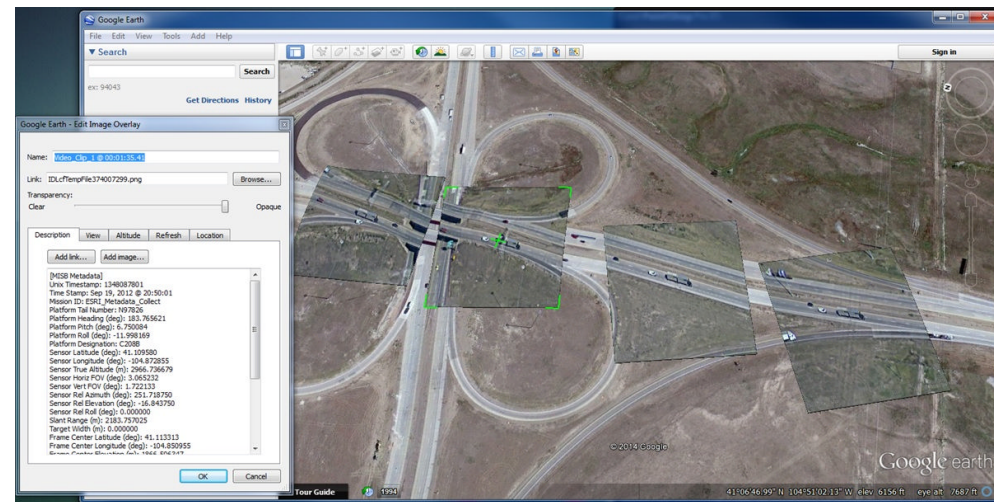 Google Earth
File Edit View Tools Add Help
▼ Search
Search
ex: 94043
Get Directions History
Sign in
Google Earth - Edit Image Overlay
Name: Video_Clip_1 @ 00:01:35.41
Link: IDLcfTempFile374007299.png Browse...
Transparency:
Clear Opaque
Description View Altitude Refresh Location
Add link... Add image...
[MISB Metadata]
Unix Timestamp: 1348087801
Time Stamp: Sep 19, 2012 @ 20:50:01
Mission ID: ESRI_Metadata_Collect
Platform Tail Number: N97826
Platform Heading (deg): 183.765621
Platform Pitch (deg): 6.750084
Platform Roll (deg): -11.998169
Platform Designation: C208B
Sensor Latitude (deg): 41.109580
Sensor Longitude (deg): -104.872855
Sensor True Altitude (m): 2966.736679
Sensor Horiz FOV (deg): 3.065232
Sensor Vert FOV (deg): 1.722133
Sensor Rel Azimuth (deg): 251.718750
Sensor Rel Elevation (deg): -16.843750
Sensor Rel Roll (deg): 0.000000
Slant Range (m): 2183.757025
Target Width (m): 0.000000
Frame Center Latitude (deg): 41.113313
Frame Center Longitude (deg): -104.850955
Frame Center Elevation (m): 1866.506347
OK Cancel
© 2014 Google
Google earth
Tour Guide 1994
41°06'46.99" N 104°51'02.13" W elev 6156 ft eye alt 7687 ft